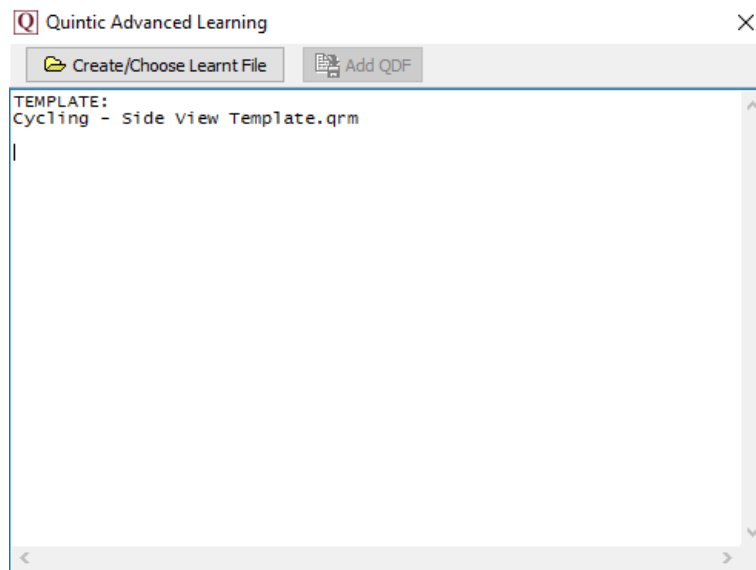 Q Quintic Advanced Learning
Create/Choose Learnt File Add QDF
TEMPLATE:
Cycling - Side View Template.qrm